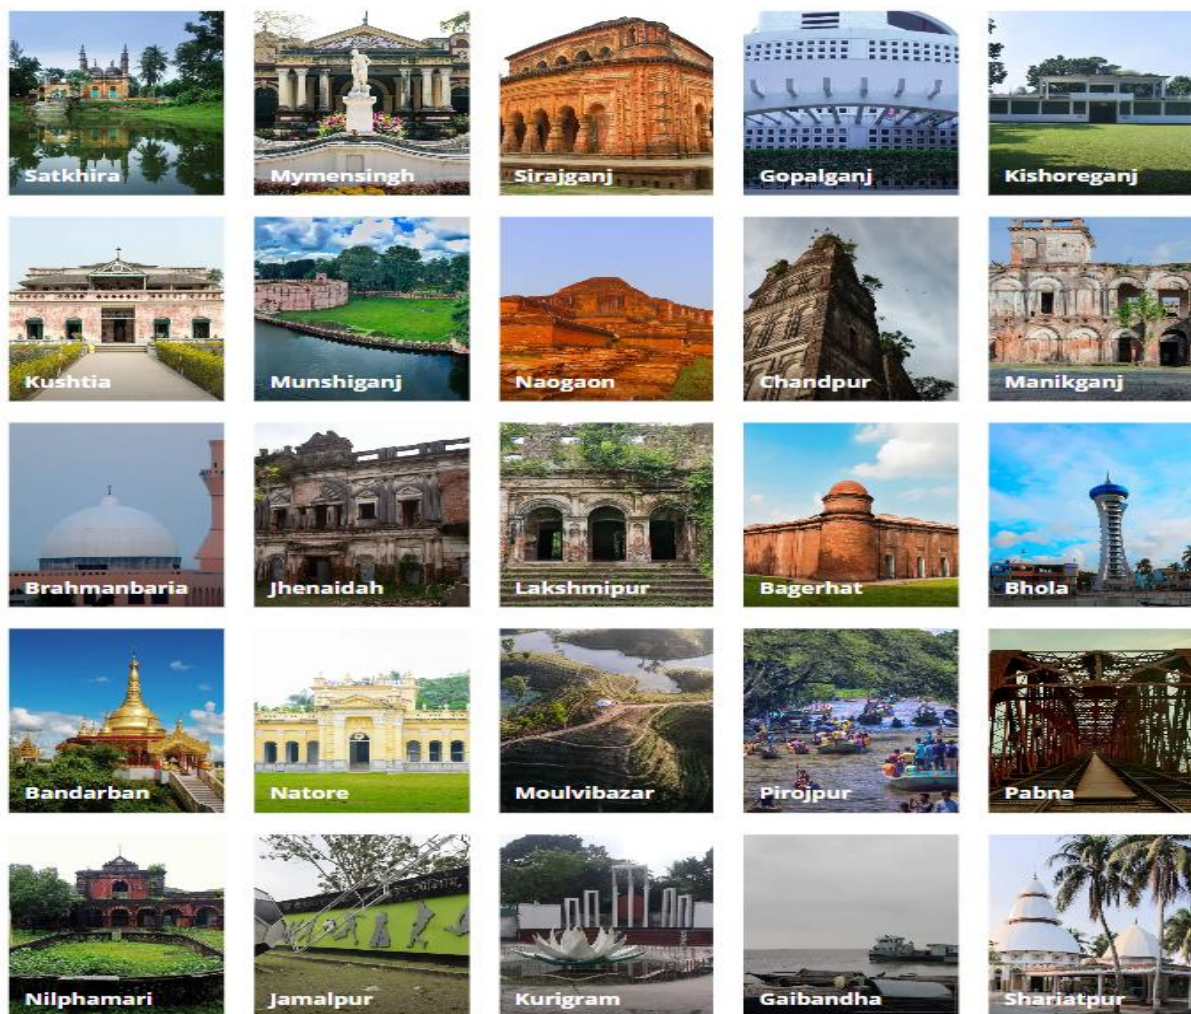 Satkhira
Mymensingh
Sirajganj
Gopalganj
Kishoreganj
Kushtia
Munshiganj
Naogaon
Chandpur
Manikganj
Brahmanbaria
Jhenaidah
Lakshmipur
Bagerhat
Bhola
Bandarban
Natore
Moulvibazar
Pirojpur
Pabna
Nilphamari
Jamalpur
Kurigram
Gaibandha
Shariatpur